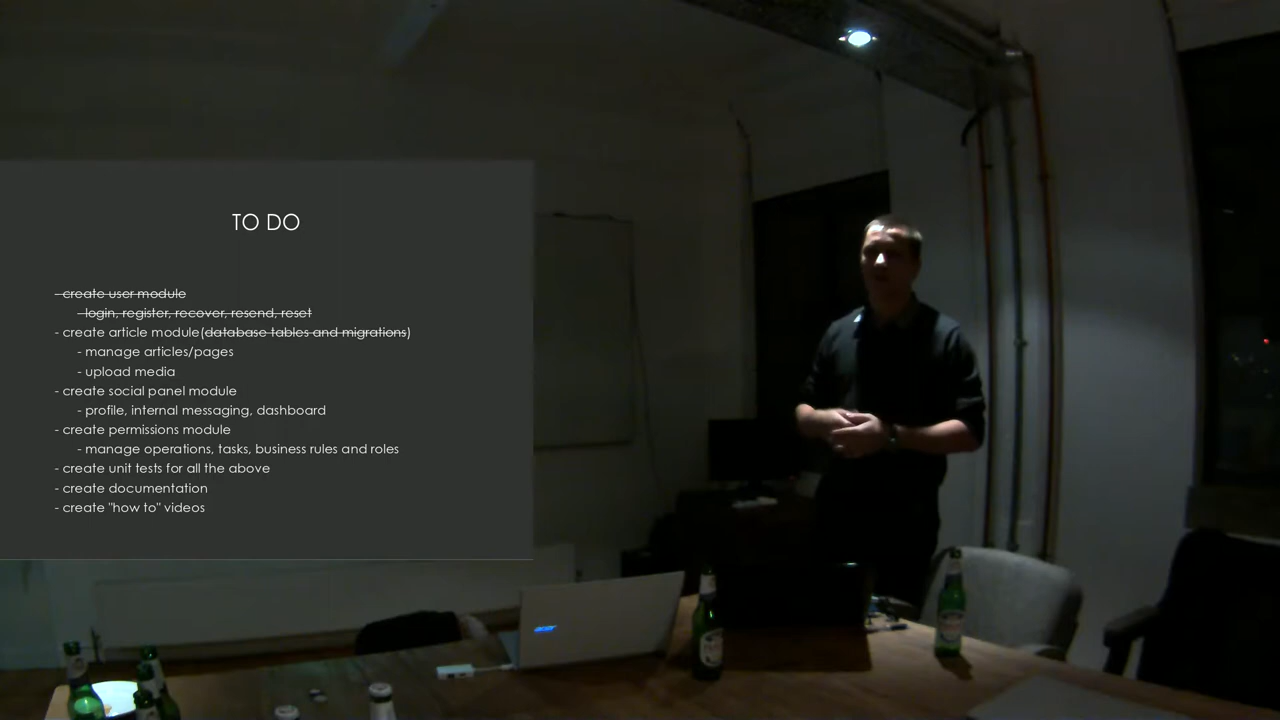 TO DO
- create user module
- login, register, recover, resend, reset
- create article module(database tables and migrations)
- manage articles/pages
- upload media
- create social panel module
- profile, internal messaging, dashboard
- create permissions module
- manage operations, tasks, business rules and roles
- create unit tests for all the above
- create documentation
- create "how to" videos